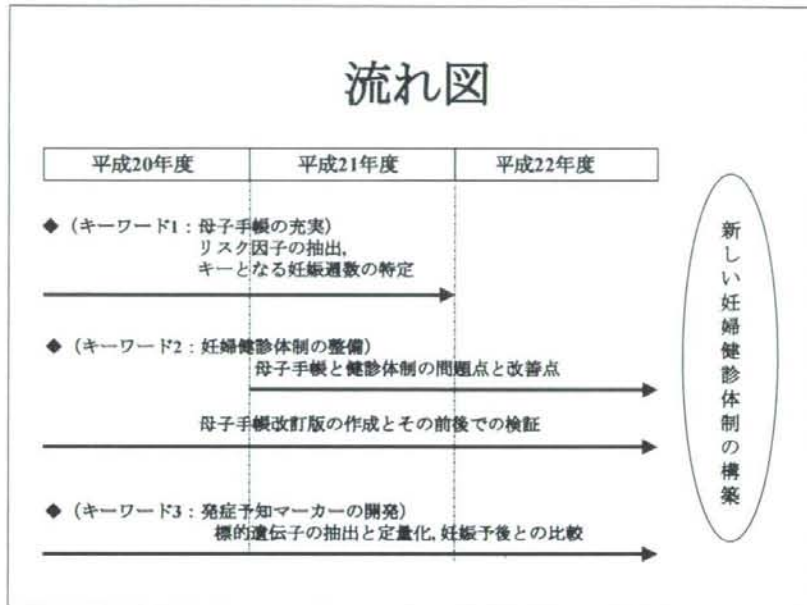 流れ図
平成20年度
平成21年度
平成22年度
◆（キーワード1：母子手帳の充実）
リスク因子の抽出,
キーとなる妊娠週数の特定
◆（キーワード2：妊婦健診体制の整備）
母子手帳と健診体制の問題点と改善点
母子手帳改訂版の作成とその前後での検証
◆（キーワード3：発症予知マーカーの開発）
標的遺伝子の抽出と定量化, 妊娠予後との比較
新しい妊婦健診体制の構築